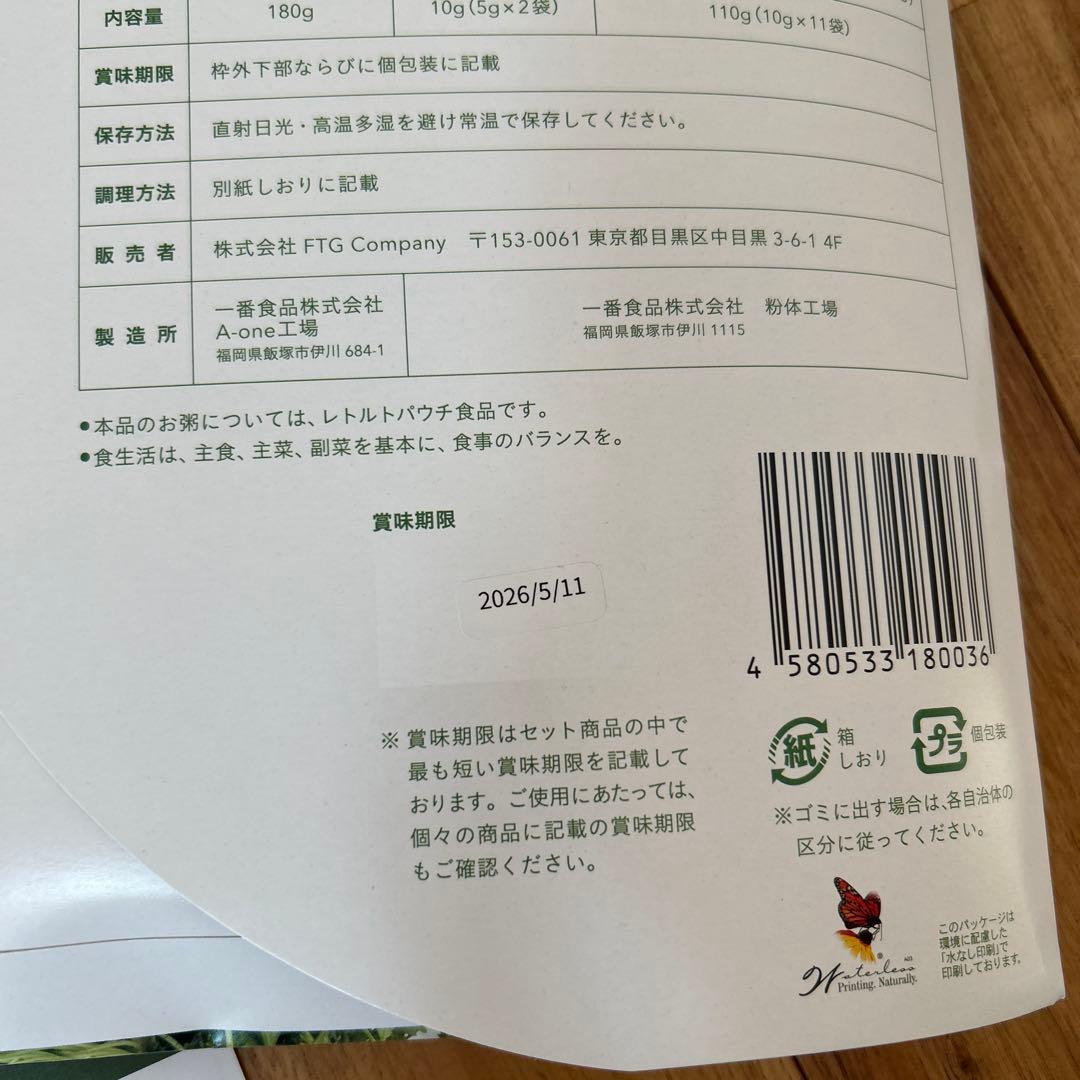 内容量 180g 10g(5g×2袋) 110g(10g×11袋)
賞味期限 枠外下部ならびに個包装に記載
保存方法 直射日光・高温多湿を避け常温で保存してください。
調理方法 別紙しおりに記載
販売者 株式会社 FTG Company 〒153-0061 東京都目黒区中目黒 3-6-1 4F
製造所
一番食品株式会社
A-one工場
福岡県飯塚市伊川 684-1
一番食品株式会社 粉体工場
福岡県飯塚市伊川 1115
●本品のお粥については、レトルトパウチ食品です。
●食生活は、主食、主菜、副菜を基本に、食事のバランスを。
賞味期限
2026/5/11
4 580533 180036
※ 賞味期限はセット商品の中で
最も短い賞味期限を記載して
おります。ご使用にあたっては、
個々の商品に記載の賞味期限
もご確認ください。
紙 箱
しおり
プラ 個包装
※ゴミに出す場合は、各自治体の
区分に従ってください。
Waterless
Printing. Naturally.
このパッケージは
環境に配慮した
「水なし印刷」で
印刷しております。